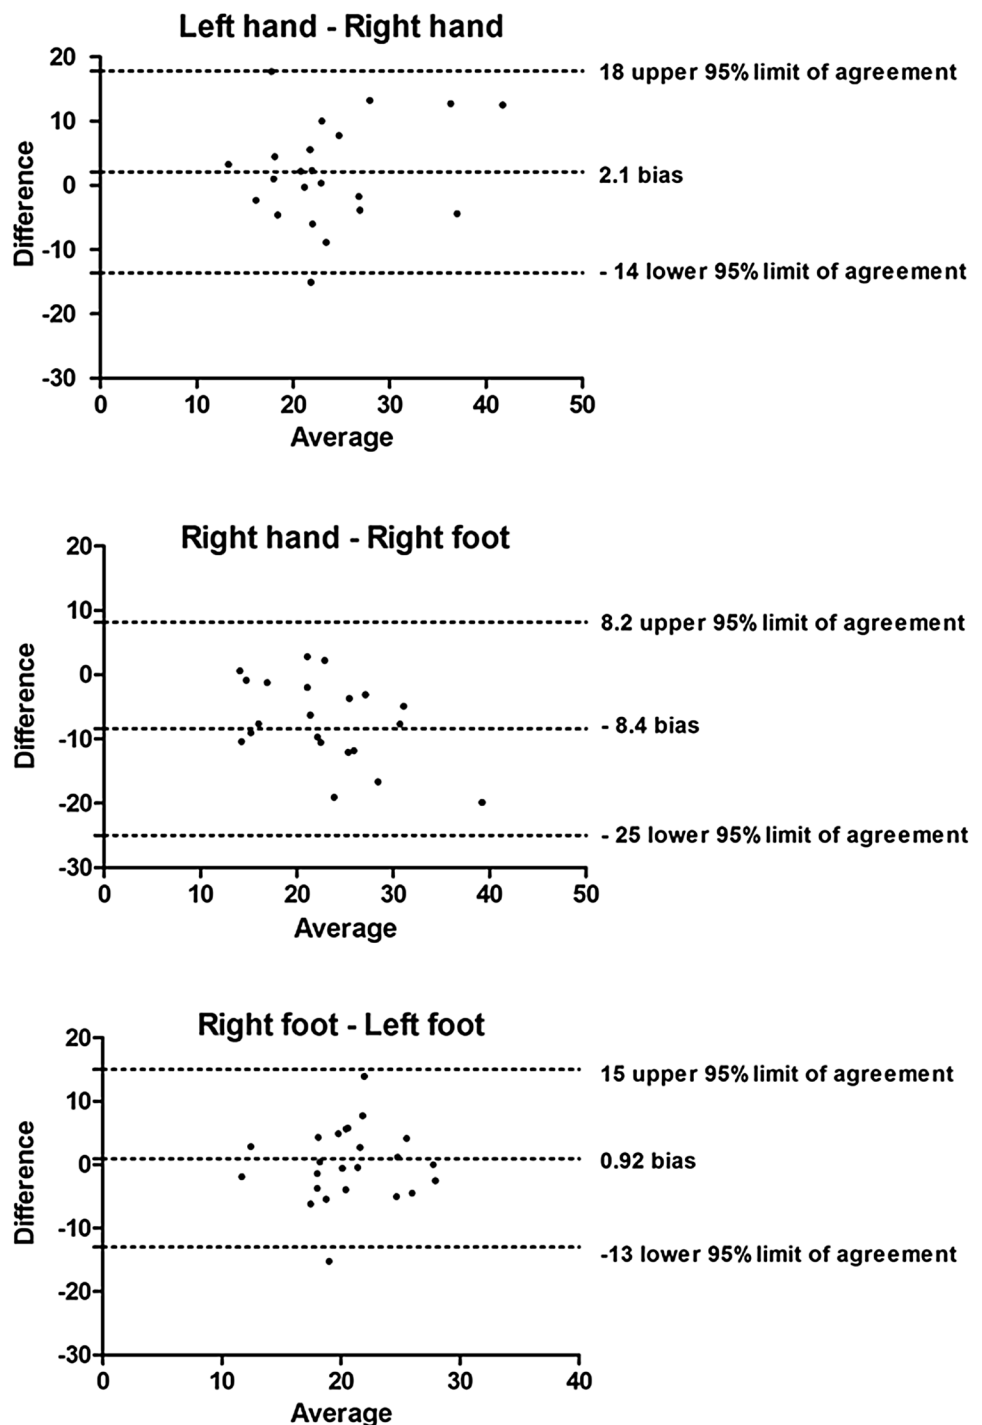 Left hand - Right hand
20
18 upper 95% limit of agreement
10
2.1 bias
0
Difference
-10
- 14 lower 95% limit of agreement
-20
-30
0 10 20 30 40 50
Average
Right hand - Right foot
20
10
8.2 upper 95% limit of agreement
0
Difference
- 8.4 bias
-10
-20
- 25 lower 95% limit of agreement
-30
0 10 20 30 40 50
Average
Right foot - Left foot
20
15 upper 95% limit of agreement
10
0.92 bias
0
Difference
-10
-13 lower 95% limit of agreement
-20
-30
0 10 20 30 40
Average